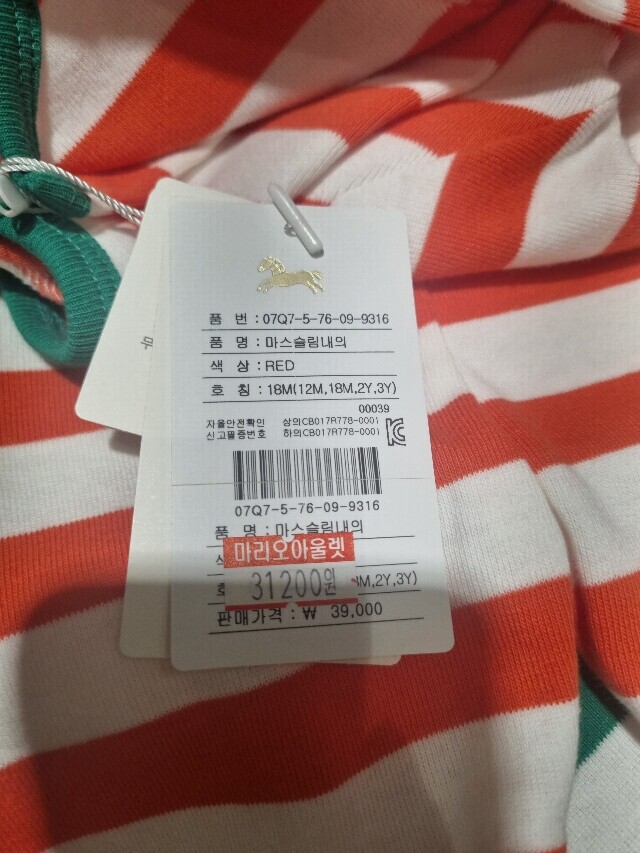 품 번 : 07Q7-5-76-09-9316
품 명 : 마스슬림내의
색 상 : RED
호 칭 : 18M(12M,18M,2Y,3Y)
00039
자율안전확인 상의CB017R778-0001
신고필증번호 하의CB017R778-0001
07Q7-5-76-09-9316
품 명 : 마스슬림내의
마리오아울렛
31200원
M,2Y,3Y)
판매가격 : ₩ 39,000